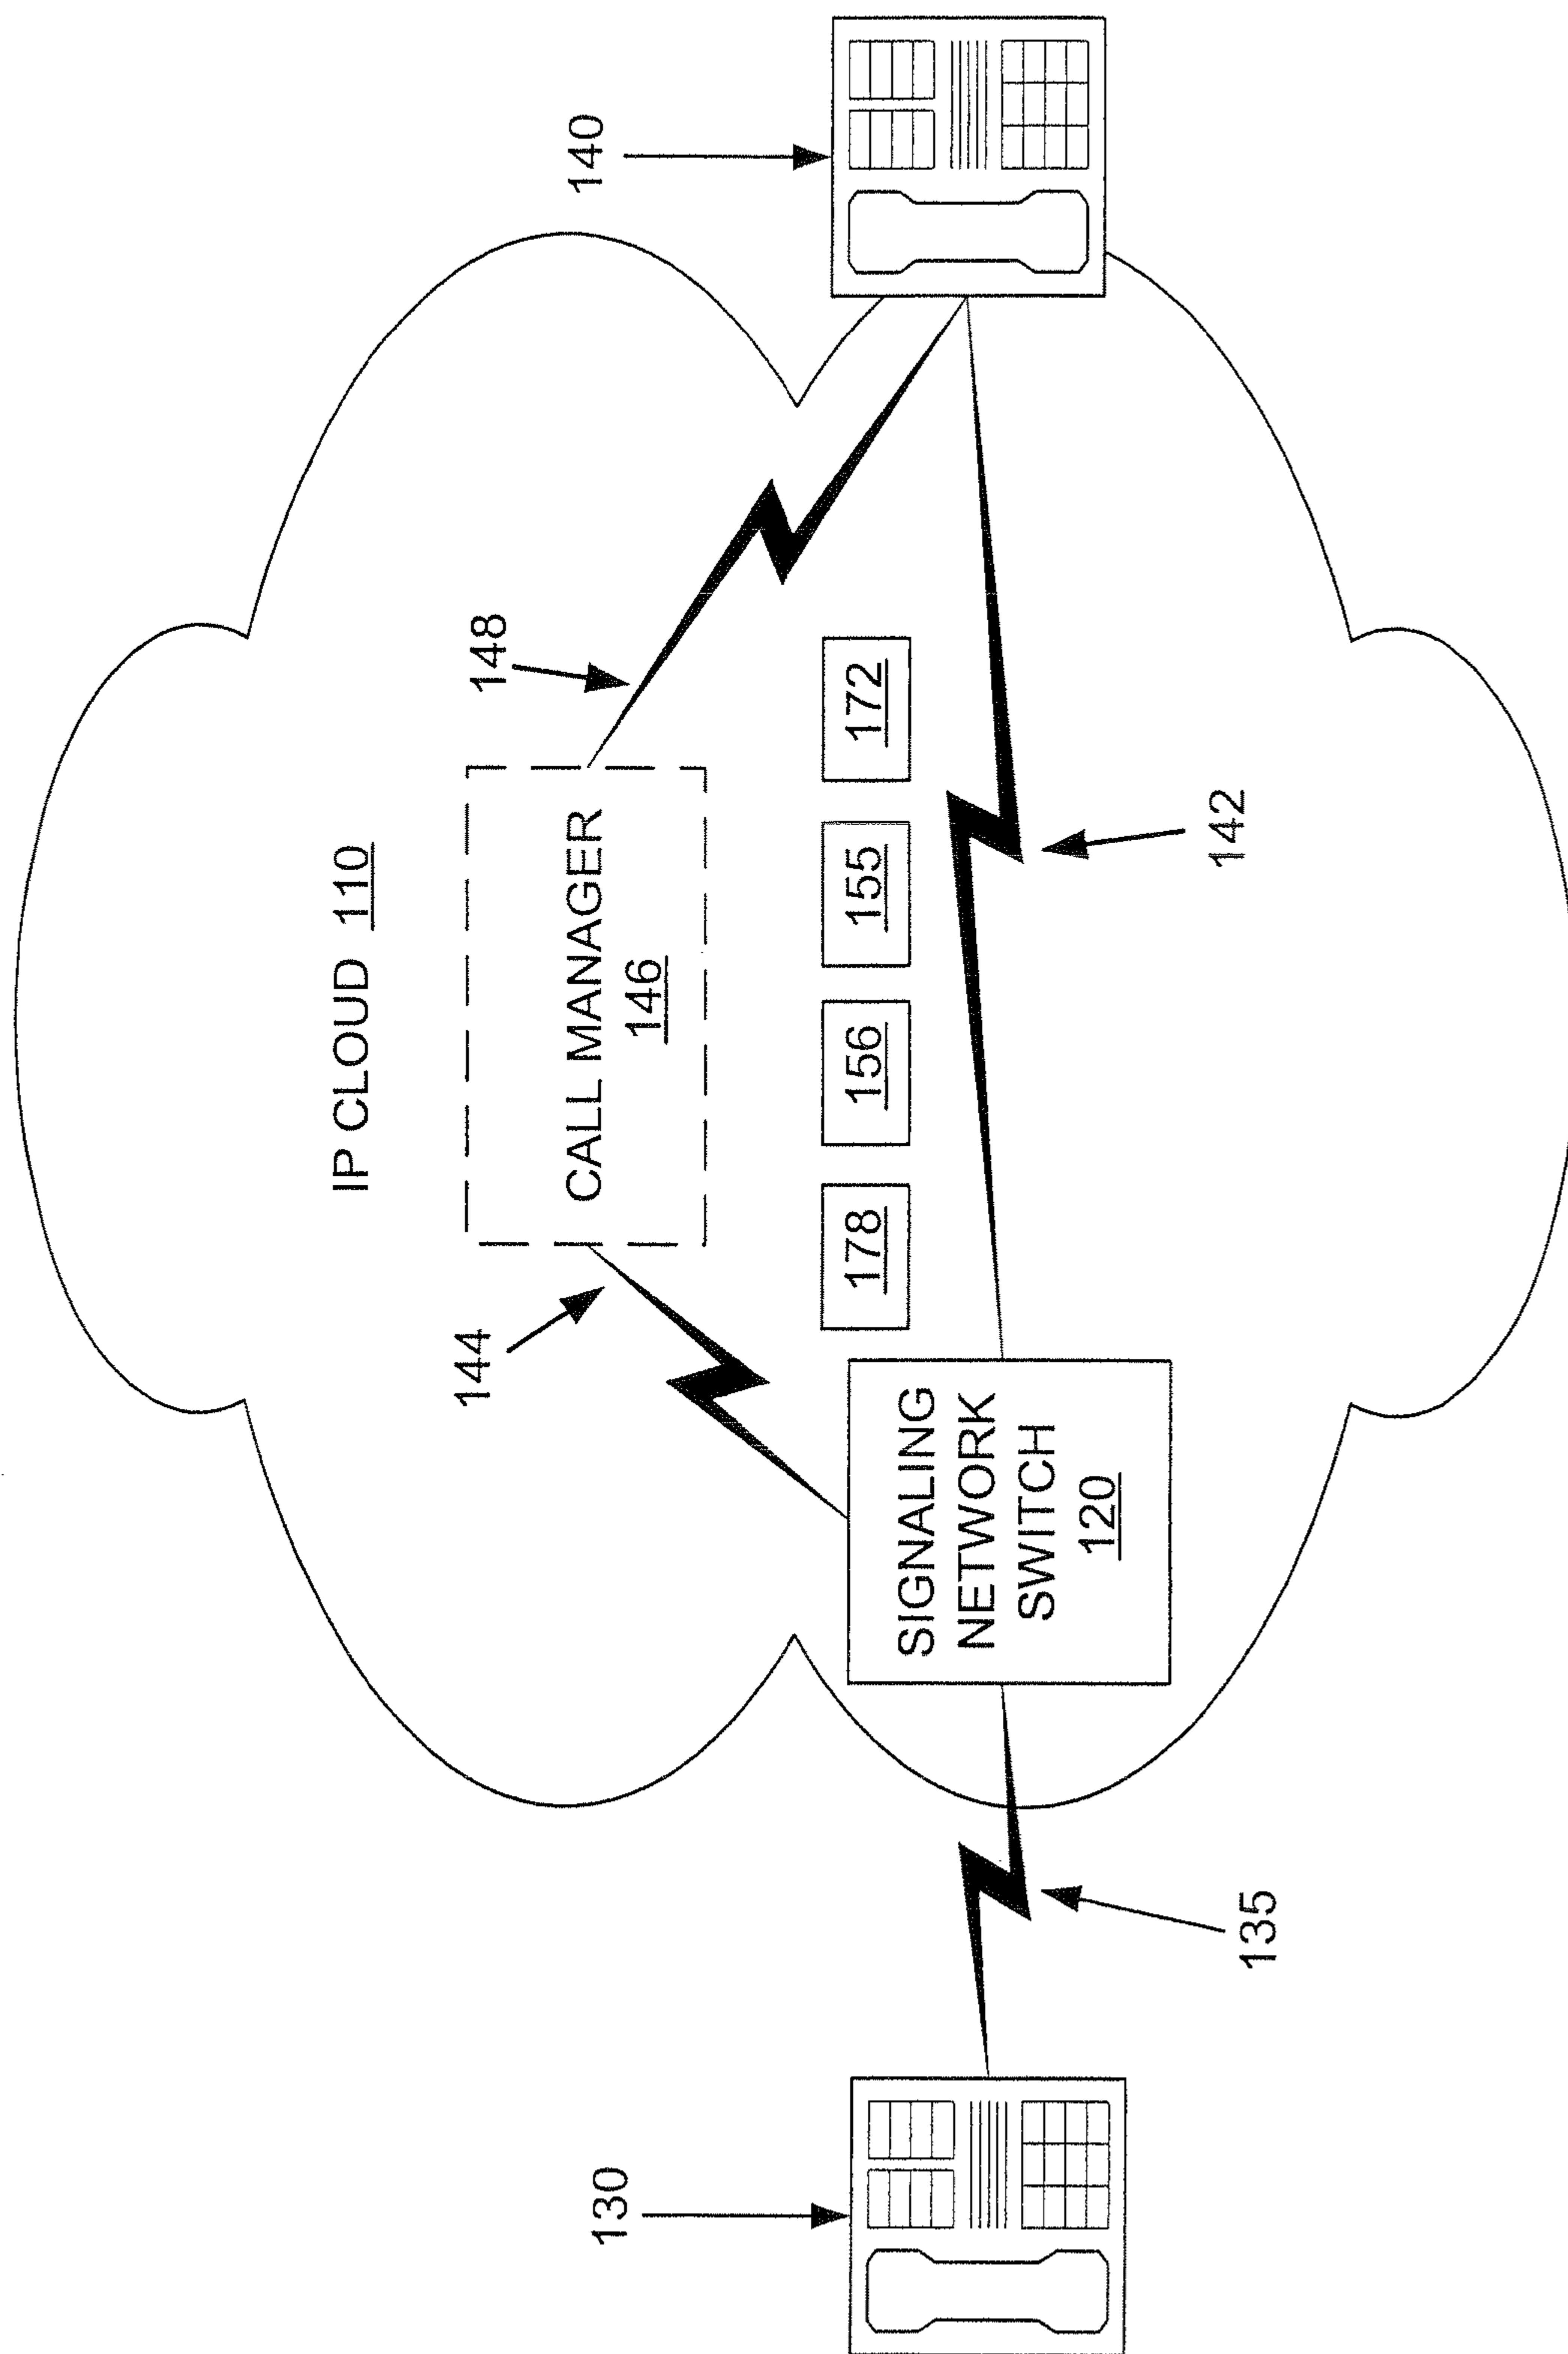 IP CLOUD 110
140
148
144
CALL MANAGER
146
130
178
156
155
172
SIGNALING
NETWORK
SWITCH
120
142
135